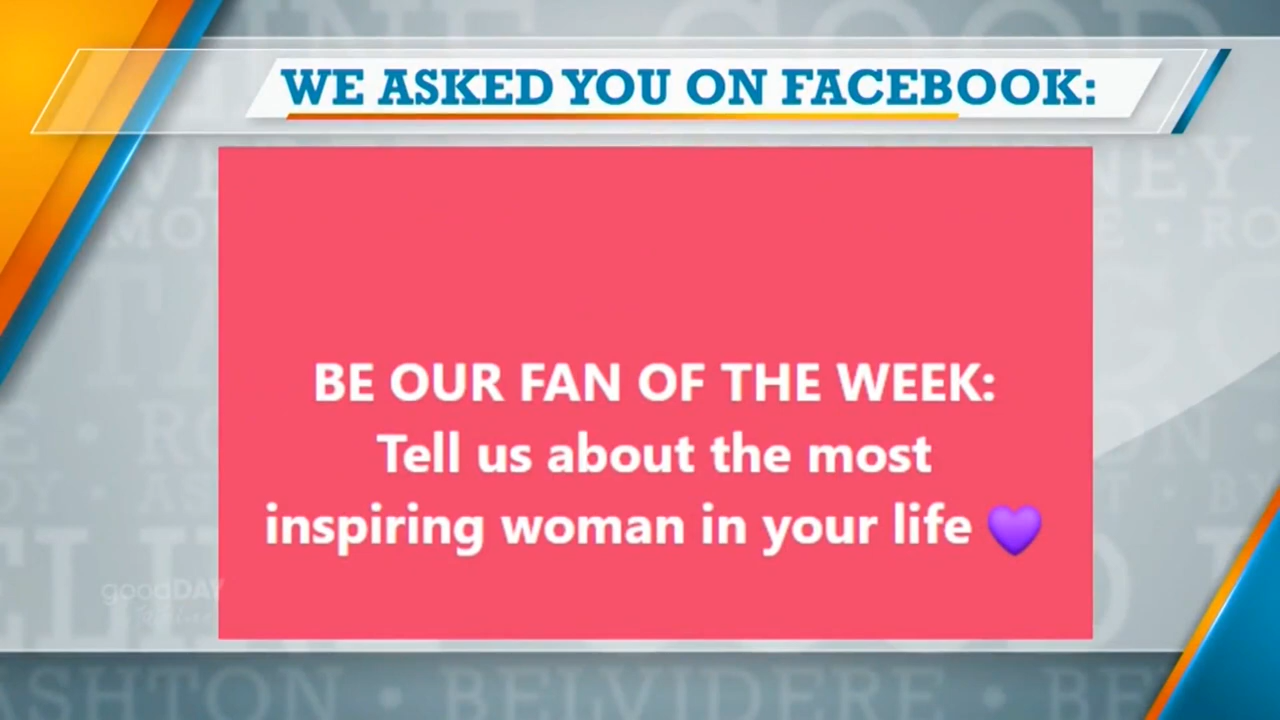 WE ASKED YOU ON FACEBOOK:
BE OUR FAN OF THE WEEK:
Tell us about the most
inspiring woman in your life 💜
goodDAY
ASHTON • BELVIDERE • BE